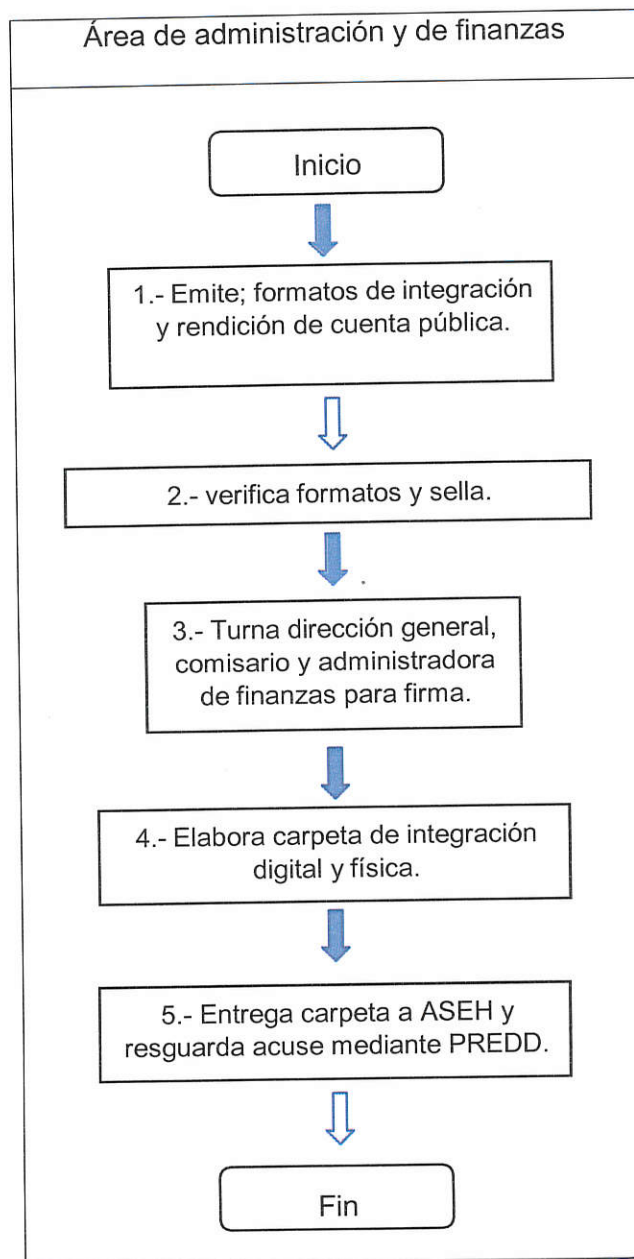 Área de administración y de finanzas
Inicio
1.- Emite; formatos de integración
y rendición de cuenta pública.
2.- verifica formatos y sella.
3.- Turna dirección general,
comisario y administradora
de finanzas para firma.
4.- Elabora carpeta de integración
digital y física.
5.- Entrega carpeta a ASEH y
resguarda acuse mediante PREDD.
Fin